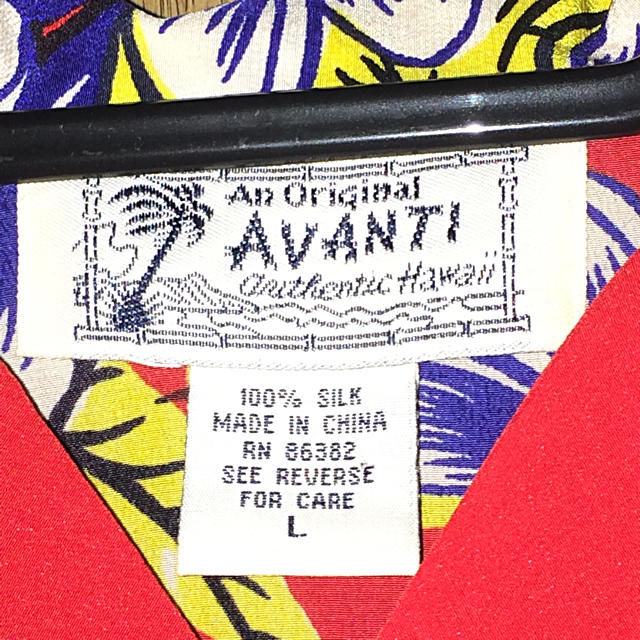 An Original
AVANTI
authentic Hawaii
100% SILK
MADE IN CHINA
RN 86382
SEE REVERSE
FOR CARE
L